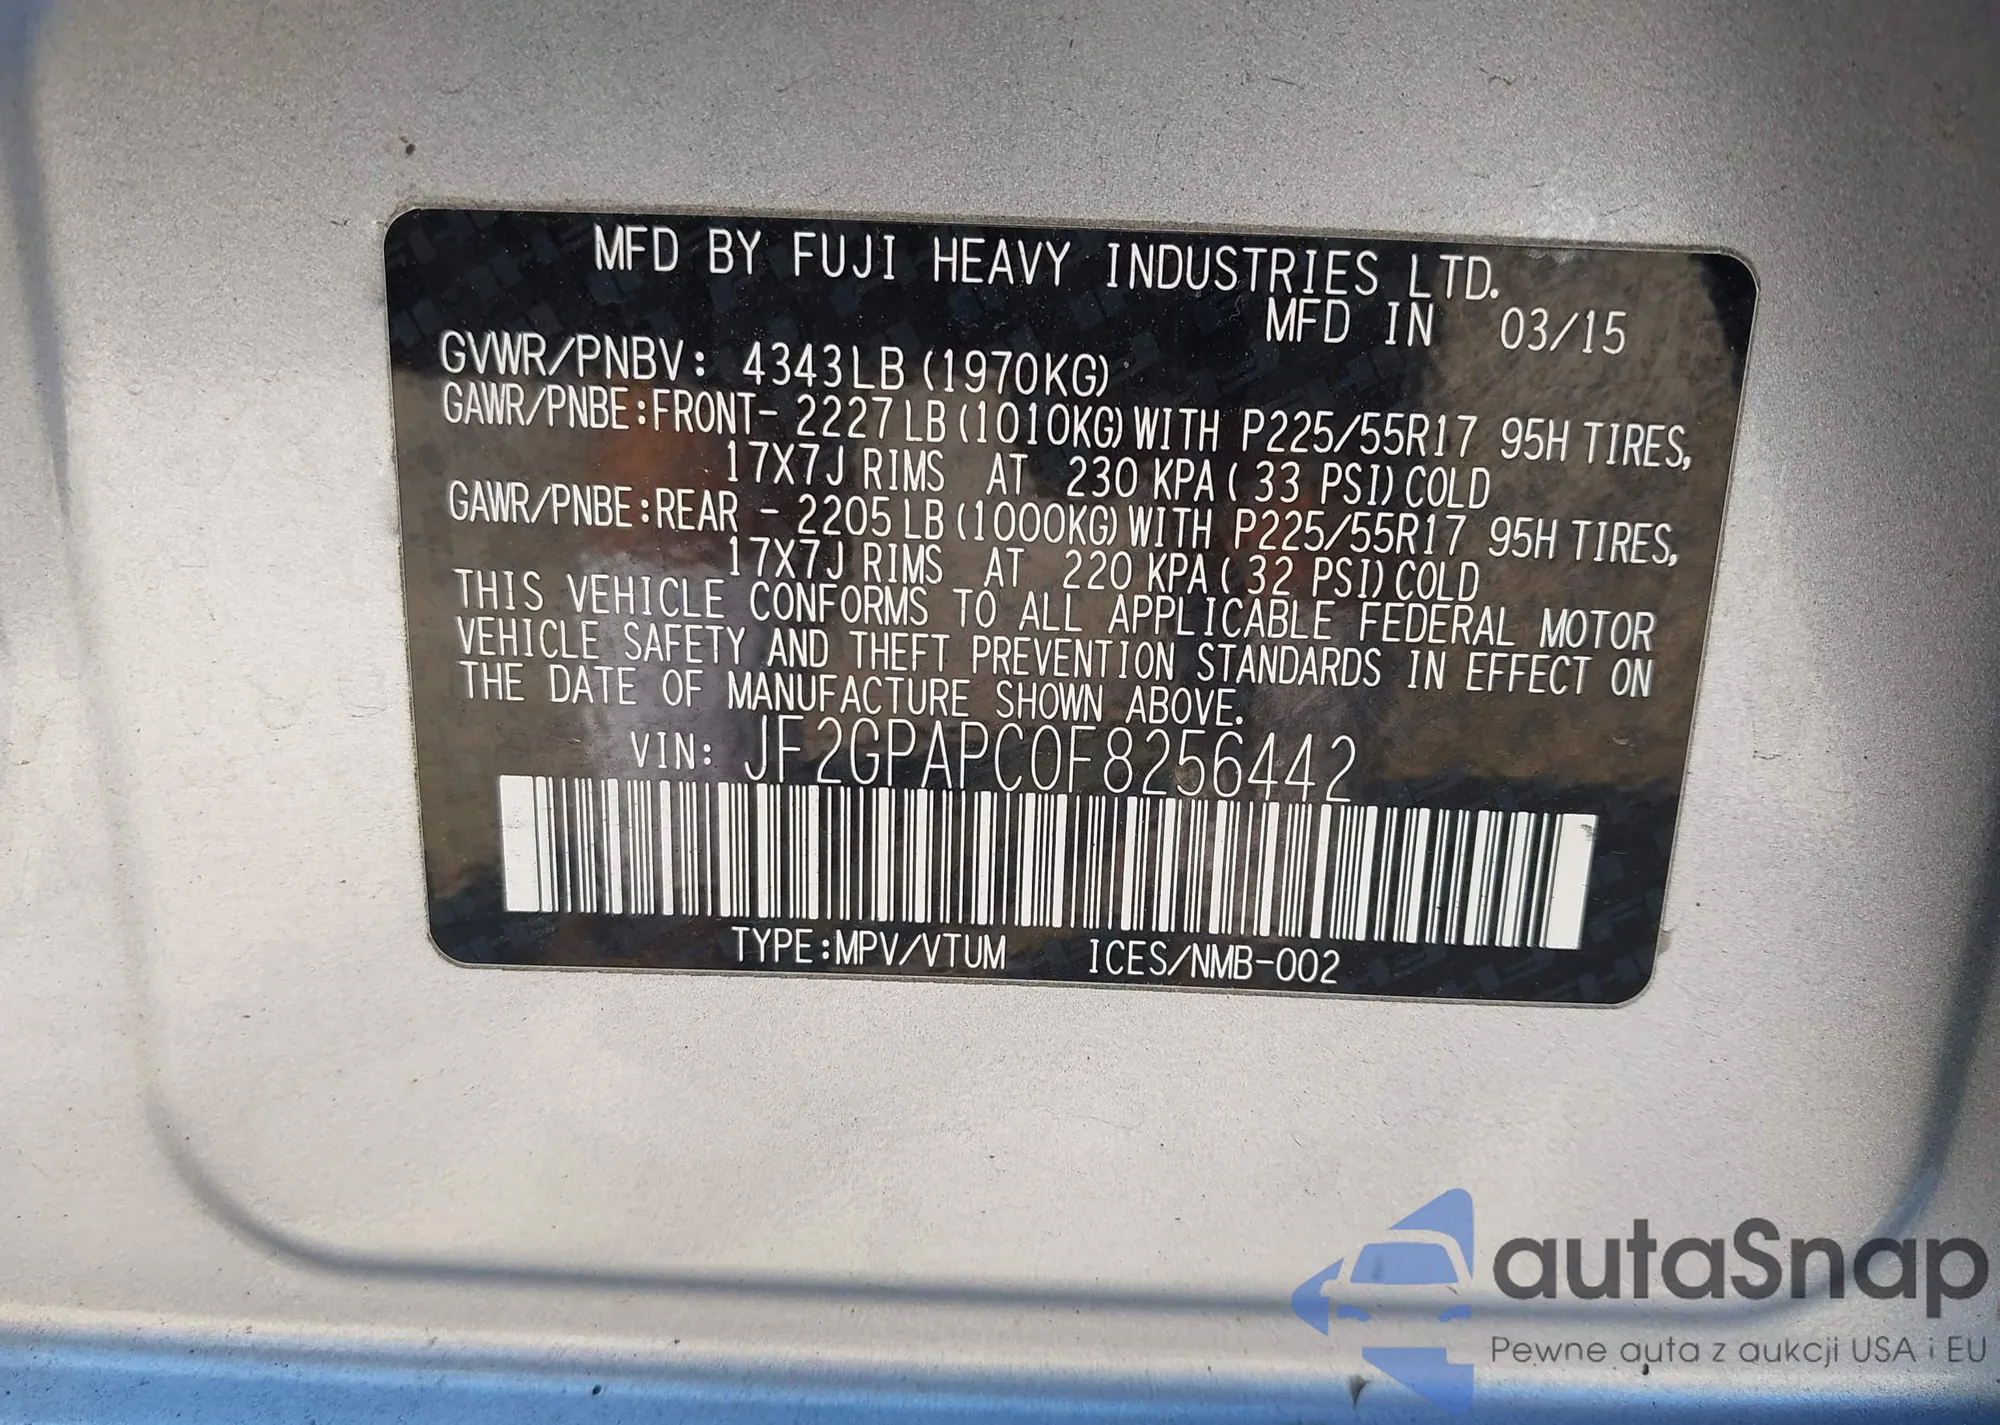 MFD BY FUJI HEAVY INDUSTRIES LTD.
MFD IN 03/15
GVWR/PNBV: 4343LB (1970KG)
GAWR/PNBE:FRONT- 2227LB (1010KG) WITH P225/55R17 95H TIRES,
17X7J RIMS AT 230 KPA ( 33 PSI) COLD
GAWR/PNBE:REAR - 2205LB (1000KG) WITH P225/55R17 95H TIRES,
17X7J RIMS AT 220 KPA ( 32 PSI) COLD
THIS VEHICLE CONFORMS TO ALL APPLICABLE FEDERAL MOTOR
VEHICLE SAFETY AND THEFT PREVENTION STANDARDS IN EFFECT ON
THE DATE OF MANUFACTURE SHOWN ABOVE.
VIN: JF2GPAPC0F8256442
TYPE:MPV/VTUM ICES/NMB-002
autaSnap
Pewne auta z aukcji USA i EU